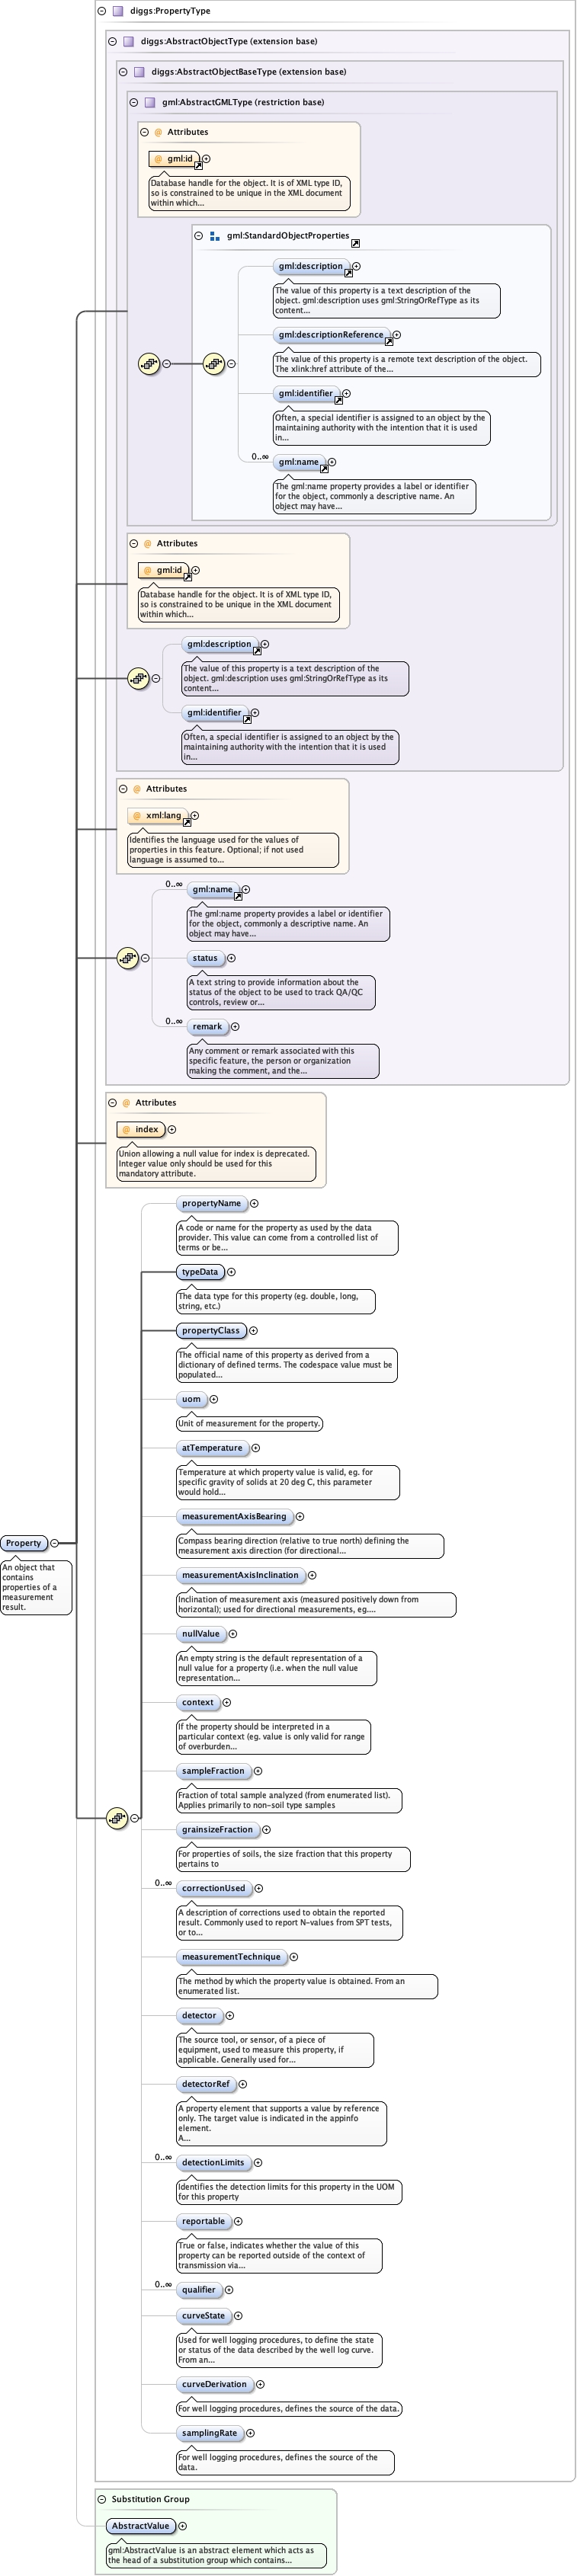 diggs:PropertyType
diggs:AbstractObjectType (extension base)
diggs:AbstractObjectBaseType (extension base)
gml:AbstractGMLType (restriction base)
@ Attributes
@ gml:id
Database handle for the object. It is of XML type ID,
so is constrained to be unique in the XML document
within which...
gml:StandardObjectProperties
gml:description
The value of this property is a text description of the
object. gml:description uses gml:StringOrRefType as its
content...
gml:descriptionReference
The value of this property is a remote text description of the object.
The xlink:href attribute of the...
gml:identifier
Often, a special identifier is assigned to an object by the
maintaining authority with the intention that it is used
in...
0..∞
gml:name
The gml:name property provides a label or identifier
for the object, commonly a descriptive name. An
object may have...
@ Attributes
@ gml:id
Database handle for the object. It is of XML type ID,
so is constrained to be unique in the XML document
within which...
gml:description
The value of this property is a text description of the
object. gml:description uses gml:StringOrRefType as its
content...
gml:identifier
Often, a special identifier is assigned to an object by the
maintaining authority with the intention that it is used
in...
@ Attributes
@ xml:lang
Identifies the language used for the values of
properties in this feature. Optional; if not used
language is assumed to...
0..∞
gml:name
The gml:name property provides a label or identifier
for the object, commonly a descriptive name. An
object may have...
status
A text string to provide information about the
status of the object to be used to track QA/QC
controls, review or...
0..∞
remark
Any comment or remark associated with this
specific feature, the person or organization
making the comment, and the...
@ Attributes
@ index
Union allowing a null value for index is deprecated.
Integer value only should be used for this
mandatory attribute.
propertyName
A code or name for the property as used by the data
provider. This value can come from a controlled list of
terms or be...
typeData
The data type for this property (eg. double, long,
string, etc.)
propertyClass
The official name of this property as derived from a
dictionary of defined terms. The codespace value must be
populated...
uom
Unit of measurement for the property.
atTemperature
Temperature at which property value is valid, eg. for
specific gravity of solids at 20 deg C, this parameter
would hold...
measurementAxisBearing
Compass bearing direction (relative to true north) defining the
measurement axis direction (for directional...
Property
An object that
contains
properties of a
measurement
result.
measurementAxisInclination
Inclination of measurement axis (measured positively down from
horizontal); used for directional measurements, eg....
nullValue
An empty string is the default representation of a
null value for a property (i.e. when the null value
representation...
context
If the property should be interpreted in a
particular context (eg. value is only valid for range
of overburden...
sampleFraction
Fraction of total sample analyzed (from enumerated list).
Applies primarily to non-soil type samples
grainsizeFraction
For properties of soils, the size fraction that this property
pertains to
0..∞
correctionUsed
A description of corrections used to obtain the reported
result. Commonly used to report N-values from SPT tests,
or to...
measurementTechnique
The method by which the property value is obtained. From an
enumerated list.
detector
The source tool, or sensor, of a piece of
equipment, used to measure this property, if
applicable. Generally used for...
detectorRef
A property element that supports a value by reference
only. The target value is indicated in the appinfo
element.
A...
0..∞
detectionLimits
Identifies the detection limits for this property in the UOM
for this property
reportable
True or false, indicates whether the value of this
property can be reported outside of the context of
transmission via...
0..∞
qualifier
curveState
Used for well logging procedures, to define the state
or status of the data described by the well log curve.
From an...
curveDerivation
For well logging procedures, defines the source of the data.
samplingRate
For well logging procedures, defines the source of the
data.
Substitution Group
AbstractValue
gml:AbstractValue is an abstract element which acts as
the head of a substitution group which contains...